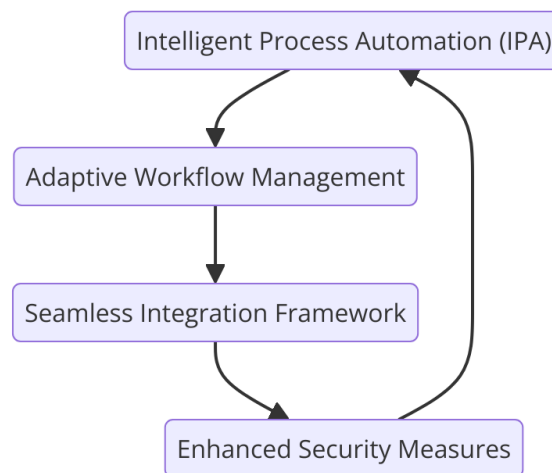 Intelligent Process Automation (IPA)
Adaptive Workflow Management
Seamless Integration Framework
Enhanced Security Measures